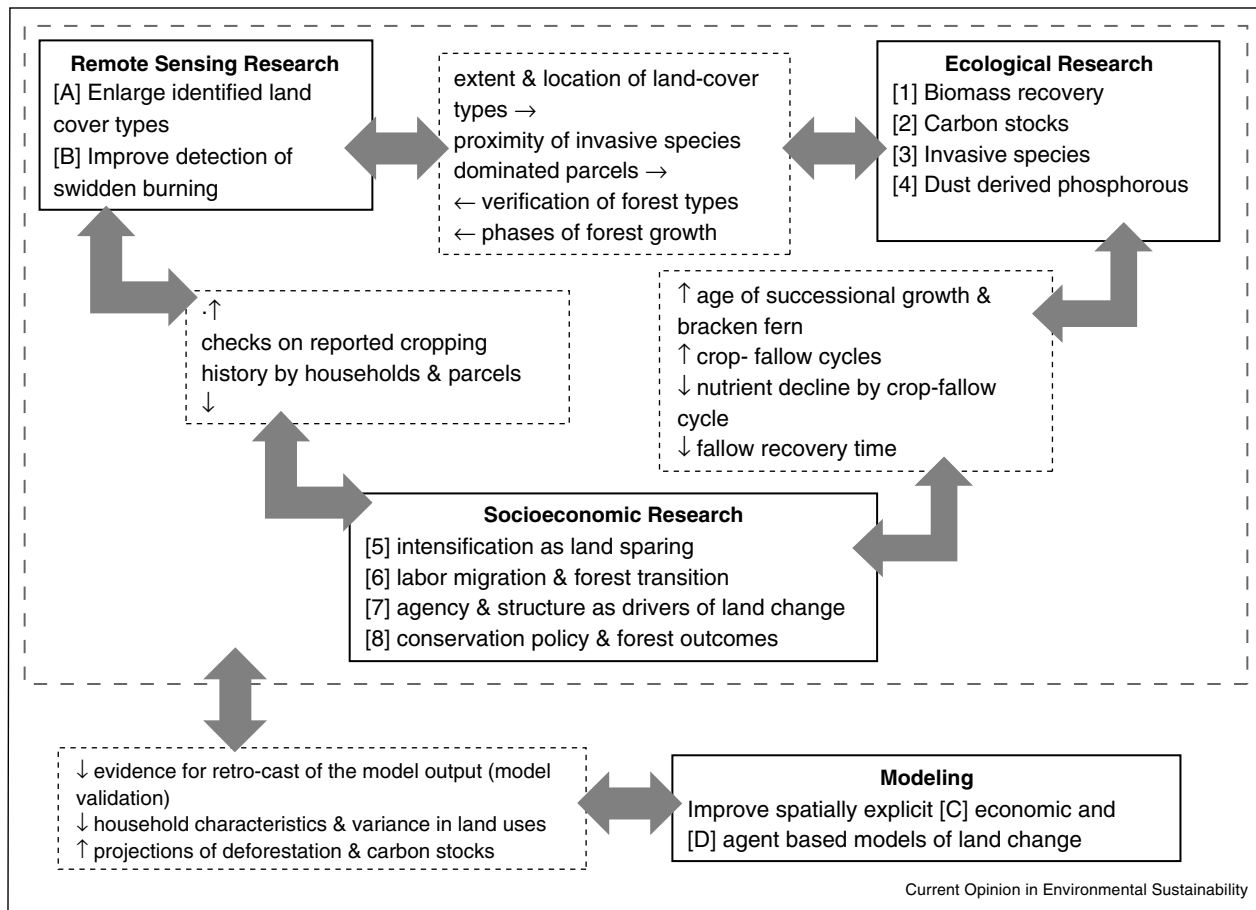 Remote Sensing Research
[A] Enlarge identified land
cover types
[B] Improve detection of
swidden burning
extent & location of land-cover
types →
proximity of invasive species
dominated parcels →
← verification of forest types
← phases of forest growth
Ecological Research
[1] Biomass recovery
[2] Carbon stocks
[3] Invasive species
[4] Dust derived phosphorous
·↑
checks on reported cropping
history by households & parcels
↓
↑ age of successional growth &
bracken fern
↑ crop- fallow cycles
↓ nutrient decline by crop-fallow
cycle
↓ fallow recovery time
Socioeconomic Research
[5] intensification as land sparing
[6] labor migration & forest transition
[7] agency & structure as drivers of land change
[8] conservation policy & forest outcomes
↓ evidence for retro-cast of the model output (model
validation)
↓ household characteristics & variance in land uses
↑ projections of deforestation & carbon stocks
Modeling
Improve spatially explicit [C] economic and
[D] agent based models of land change
Current Opinion in Environmental Sustainability